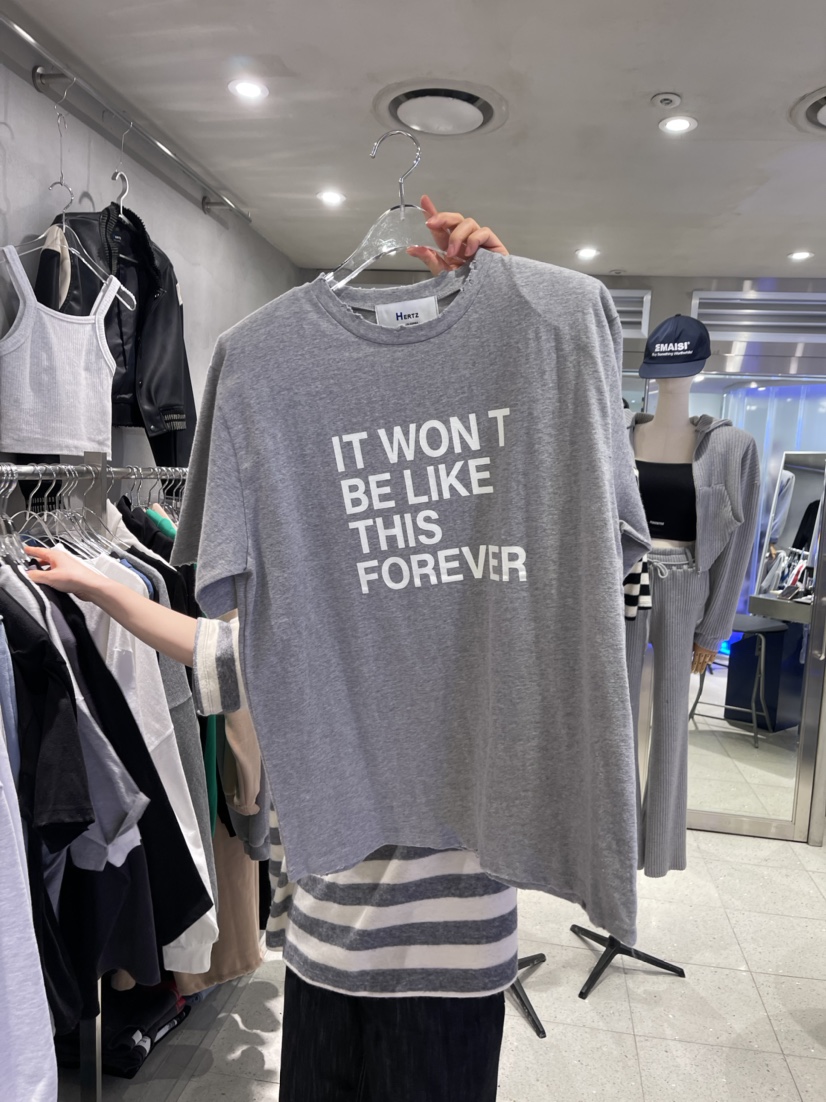 HERTZ
IT WON T
BE LIKE
THIS
FOREVER
EMAISI